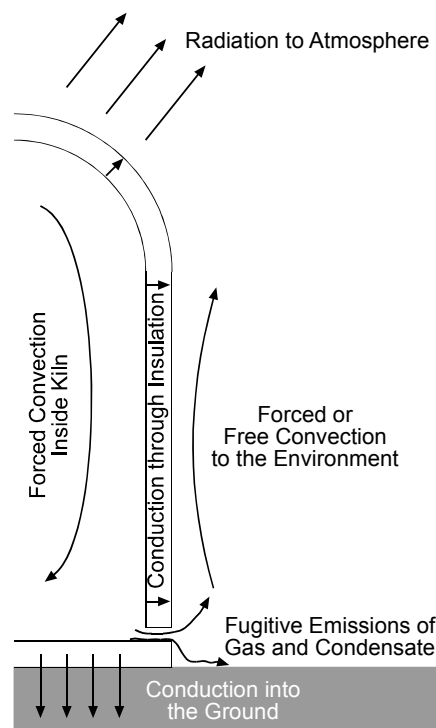 Radiation to Atmosphere
Forced Convection
Inside Kiln
Conduction through Insulation
Forced or
Free Convection
to the Environment
Fugitive Emissions of
Gas and Condensate
Conduction into
the Ground